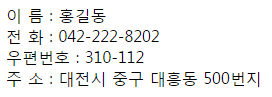 이 름 : 홍길동
전 화 : 042-222-8202
우편번호 : 310-112
주 소 : 대전시 중구 대흥동 500번지